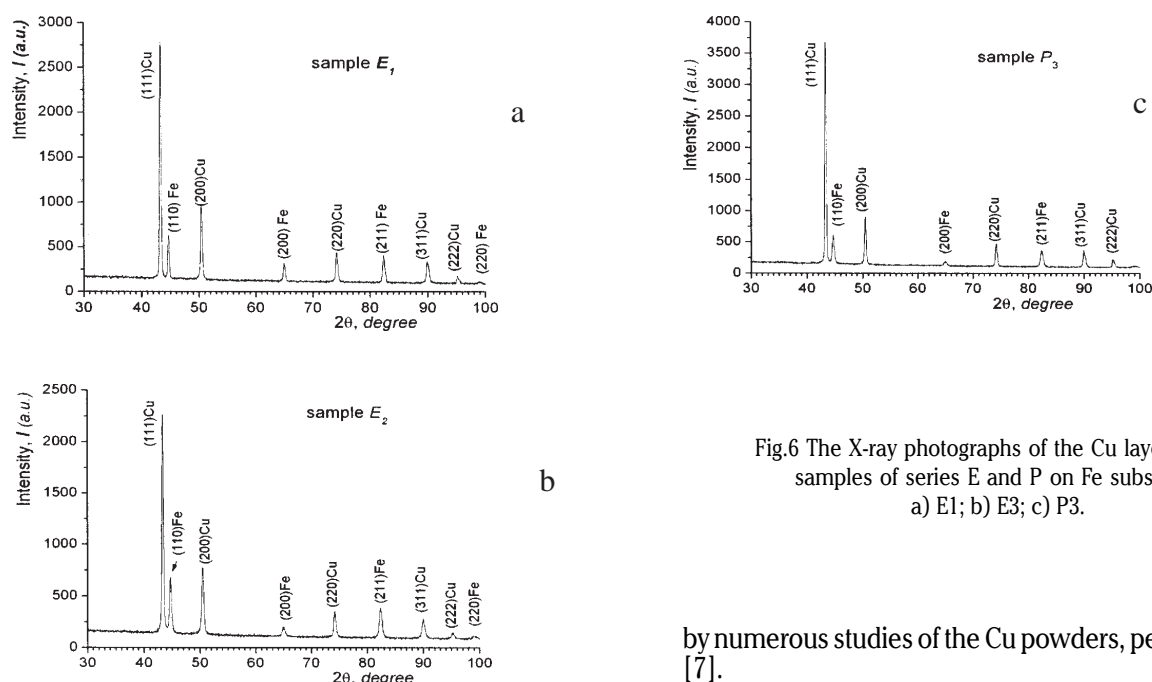 3000
2500
2000
1500
1000
500
0
Intensity, I (a.u.)
(111)Cu
(110) Fe
(200)Cu
(200) Fe
(220)Cu
(211) Fe
(311)Cu
(222)Cu
(220) Fe
sample E1
30 40 50 60 70 80 90 100
2θ, degree
a
2500
2000
1500
1000
500
0
Intensity, I (a.u.)
(111)Cu
(110)Fe
(200)Cu
(200)Fe
(220)Cu
(211)Fe
(311)Cu
(222)Cu
(220)Fe
sample E2
30 40 50 60 70 80 90 100
2θ, degree
b
4000
3500
3000
2500
2000
1500
1000
500
0
Intensity, I (a.u.)
(111)Cu
(110)Fe
(200)Cu
(200)Fe
(220)Cu
(211)Fe
(311)Cu
(222)Cu
sample P3
30 40 50 60 70 80 90 100
2θ, degree
c
Fig.6 The X-ray photographs of the Cu laye
samples of series E and P on Fe subs
a) E1; b) E3; c) P3.
by numerous studies of the Cu powders, pe
[7].